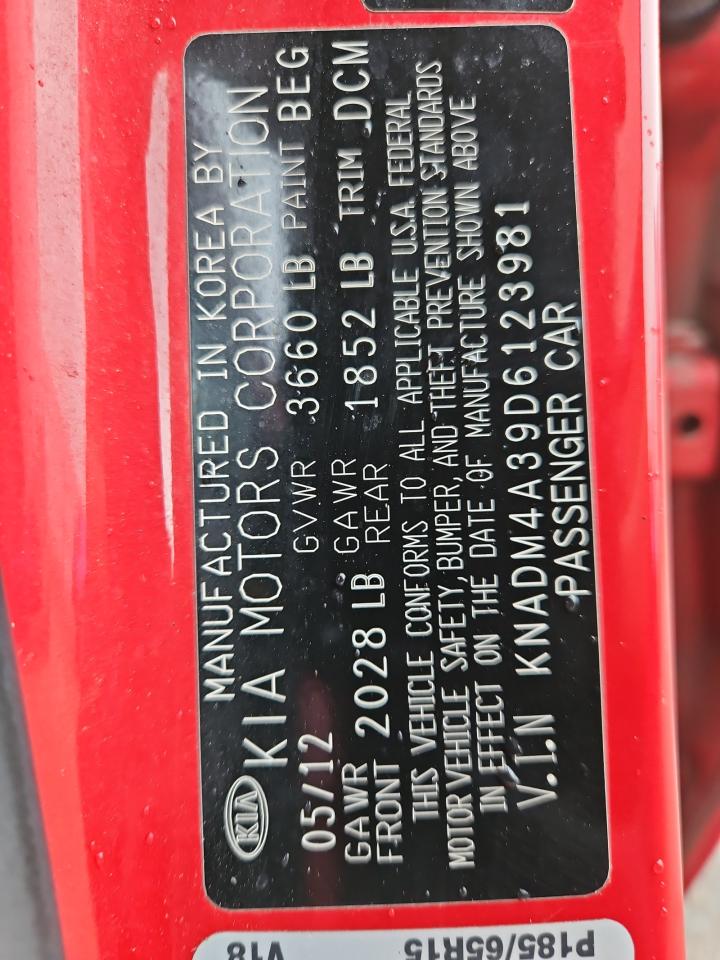 MANUFACTURED IN KOREA BY
KIA KIA MOTORS CORPORATION
05/12 GVWR 3660 LB PAINT BEG
GAWR FRONT 2028 LB GAWR REAR 1852 LB TRIM DCM
THIS VEHICLE CONFORMS TO ALL APPLICABLE U.S.A. FEDERAL
MOTOR VEHICLE SAFETY, BUMPER, AND THEFT PREVENTION STANDARDS
IN EFFECT ON THE DATE OF MANUFACTURE SHOWN ABOVE
V.I.N KNADM4A39D6123981
PASSENGER CAR
P185/65R15
V18